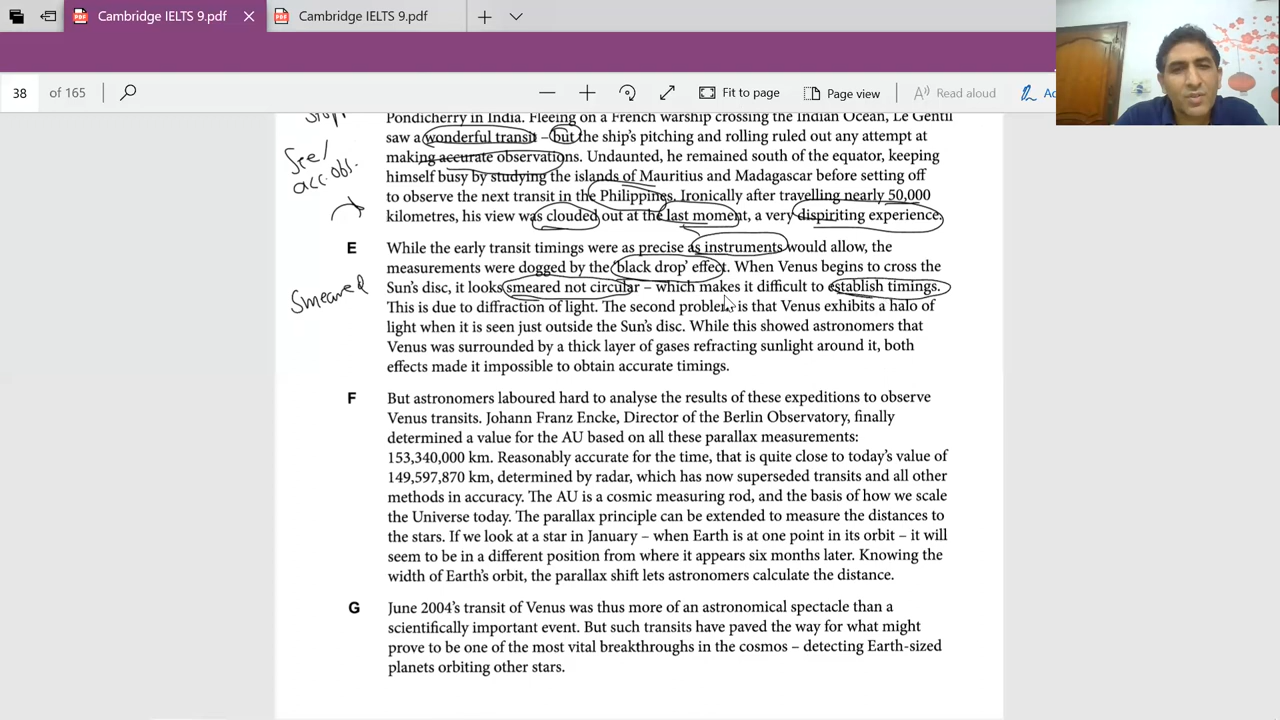 Cambridge IELTS 9.pdf
Cambridge IELTS 9.pdf
38 of 165
Fit to page
Page view
Read aloud
Pondicherry in India. Fleeing on a French warship crossing the Indian Ocean, Le Gentil
saw a wonderful transit – but the ship's pitching and rolling ruled out any attempt at
making accurate observations. Undaunted, he remained south of the equator, keeping
himself busy by studying the islands of Mauritius and Madagascar before setting off
to observe the next transit in the Philippines. Ironically after travelling nearly 50,000
kilometres, his view was clouded out at the last moment, a very dispiriting experience.
See/
acc.obs.
E While the early transit timings were as precise as instruments would allow, the
measurements were dogged by the 'black drop' effect. When Venus begins to cross the
Sun's disc, it looks smeared not circular – which makes it difficult to establish timings.
This is due to diffraction of light. The second problem is that Venus exhibits a halo of
light when it is seen just outside the Sun's disc. While this showed astronomers that
Venus was surrounded by a thick layer of gases refracting sunlight around it, both
effects made it impossible to obtain accurate timings.
Smeared
F But astronomers laboured hard to analyse the results of these expeditions to observe
Venus transits. Johann Franz Encke, Director of the Berlin Observatory, finally
determined a value for the AU based on all these parallax measurements:
153,340,000 km. Reasonably accurate for the time, that is quite close to today's value of
149,597,870 km, determined by radar, which has now superseded transits and all other
methods in accuracy. The AU is a cosmic measuring rod, and the basis of how we scale
the Universe today. The parallax principle can be extended to measure the distances to
the stars. If we look at a star in January – when Earth is at one point in its orbit – it will
seem to be in a different position from where it appears six months later. Knowing the
width of Earth's orbit, the parallax shift lets astronomers calculate the distance.
G June 2004's transit of Venus was thus more of an astronomical spectacle than a
scientifically important event. But such transits have paved the way for what might
prove to be one of the most vital breakthroughs in the cosmos – detecting Earth-sized
planets orbiting other stars.